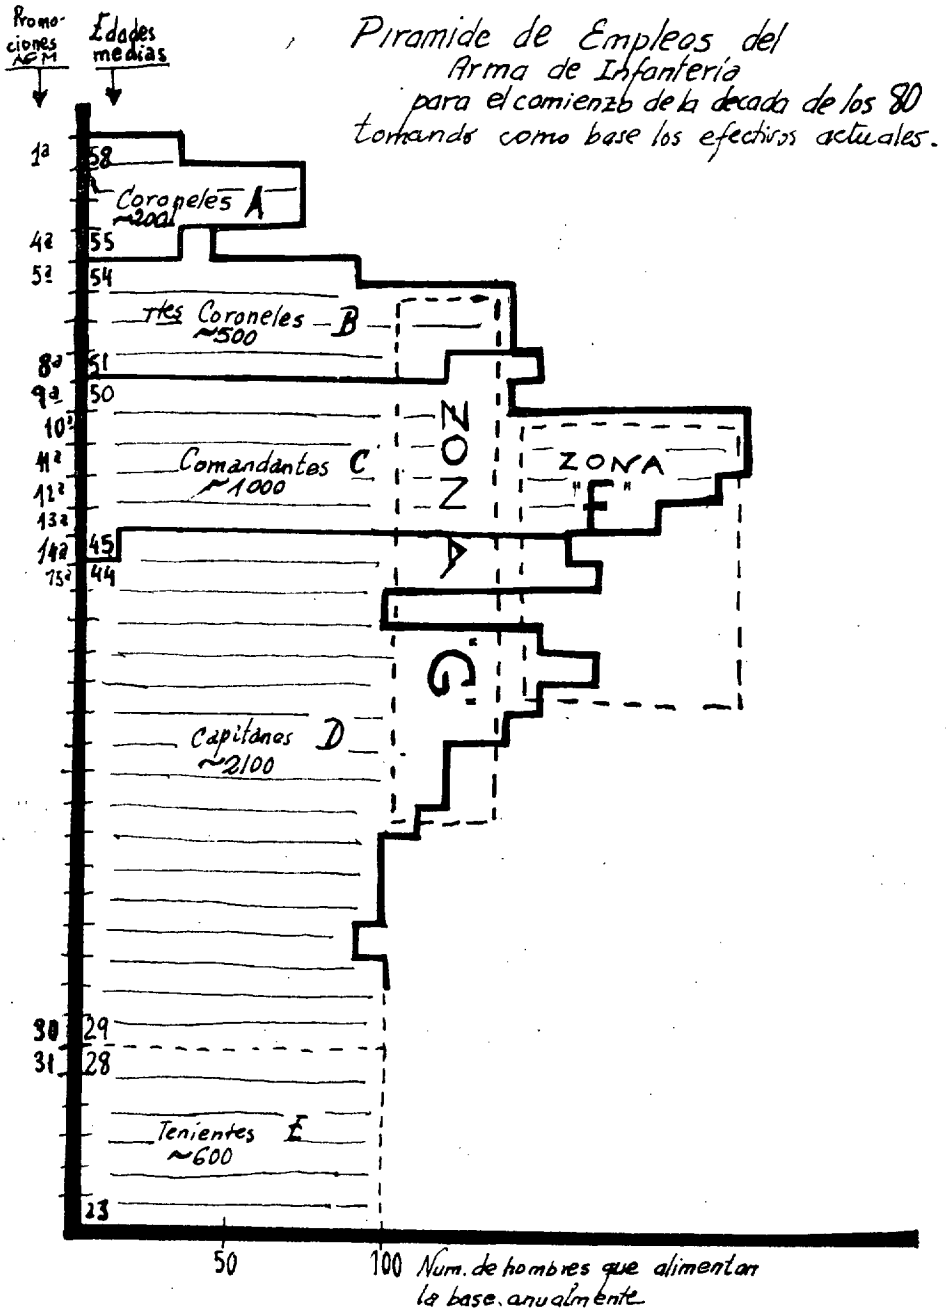 Promo-
ciones
AGM
Edades
medias
Piramide de Empleos del
Arma de Infantería
para el comienzo de la decada de los 80
tomando como base los efectivos actuales.
1ª 58
Coroneles A
~200
4ª 55
5ª 54
Ttes Coroneles B
~500
8ª 51
9ª 50
10ª
11ª
12ª
13ª
14ª 45
15ª 44
Comandantes C
~1000
ZONA
"G"
ZONA
"F"
Capitanes D
~2100
30 29
31 28
Tenientes E
~600
23
50 100
Num. de hombres que alimentan
la base anualmente